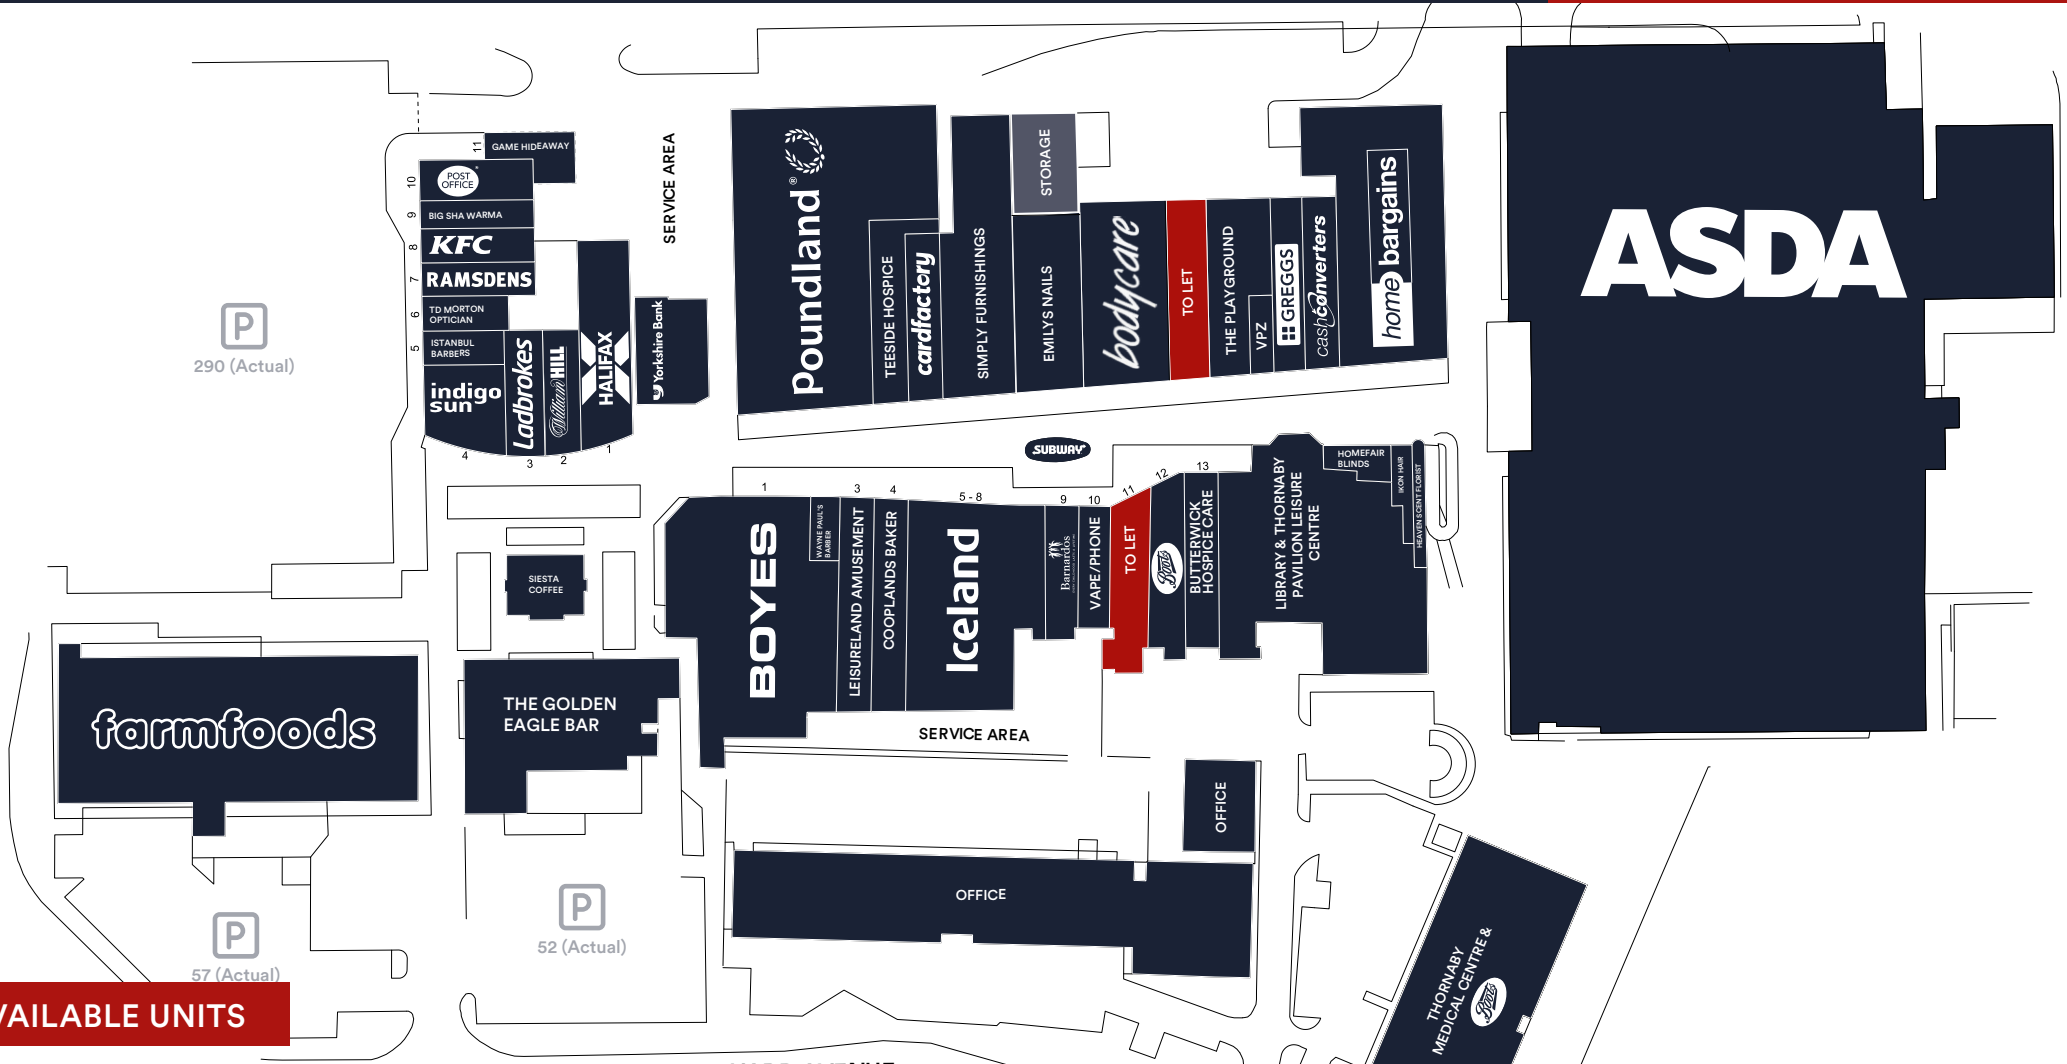 11
GAME HIDEAWAY
10
POST
OFFICE
9
BIG SHA WARMA
8
KFC
7
RAMSDENS
6
TD MORTON
OPTICIAN
5
ISTANBUL
BARBERS
indigo
sun
4
Ladbrokes
3
William HILL
2
HALIFAX
1
Yorkshire Bank
SERVICE AREA
P
290 (Actual)
Poundland®
TEESIDE HOSPICE
cardfactory
SIMPLY FURNISHINGS
STORAGE
EMILYS NAILS
bodycare
TO LET
THE PLAYGROUND
VPZ
GREGGS
cashconverters
home bargains
ASDA
SUBWAY
1
BOYES
WAYNE PAUL'S
BARBER
3
LEISURELAND AMUSEMENT
4
COOPLANDS BAKER
5 - 8
Iceland
9
Barnardos
10
VAPE/PHONE
11
TO LET
12
Boots
13
BUTTERWICK
HOSPICE CARE
LIBRARY & THORNABY
PAVILION LEISURE
CENTRE
HOMEFAIR
BLINDS
IKON HAIR
HEAVEN SCENT FLORIST
SIESTA
COFFEE
farmfoods
THE GOLDEN
EAGLE BAR
SERVICE AREA
OFFICE
OFFICE
P
52 (Actual)
P
57 (Actual)
THORNABY
MEDICAL CENTRE &
Boots
VAILABLE UNITS